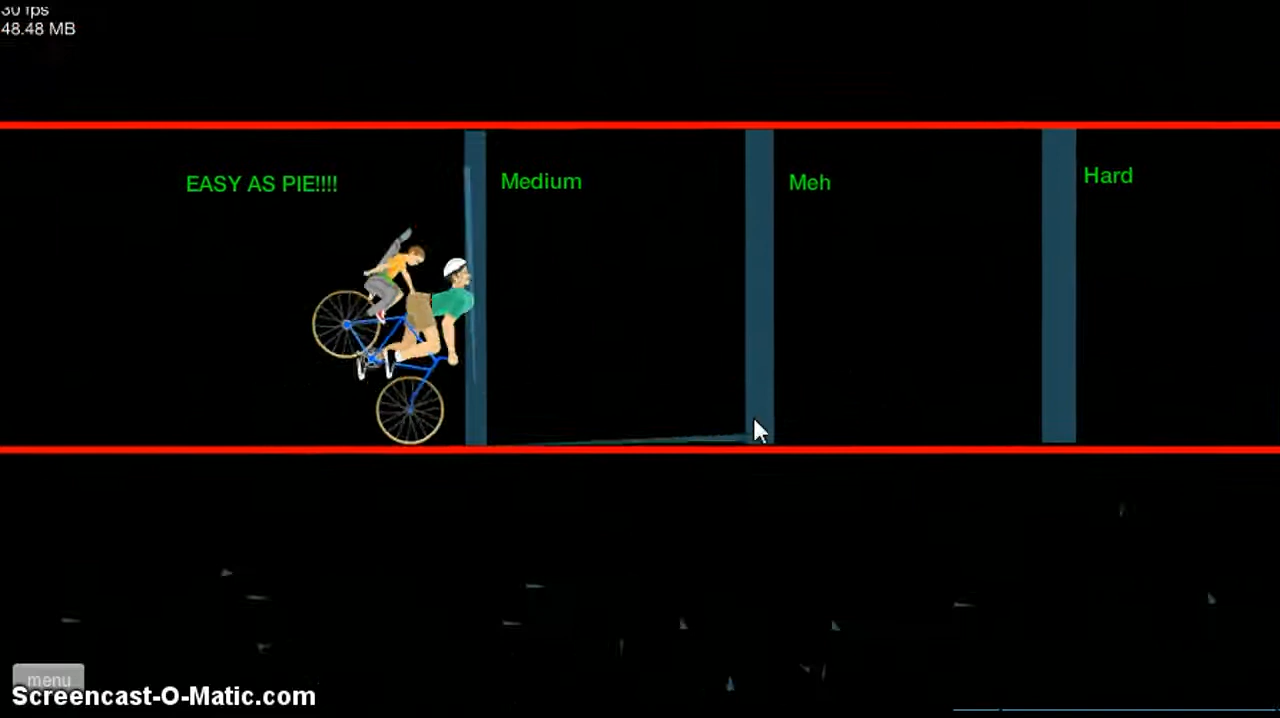 30 fps
48.48 MB
EASY AS PIE!!!!
Medium
Meh
Hard
menu
Screencast-O-Matic.com